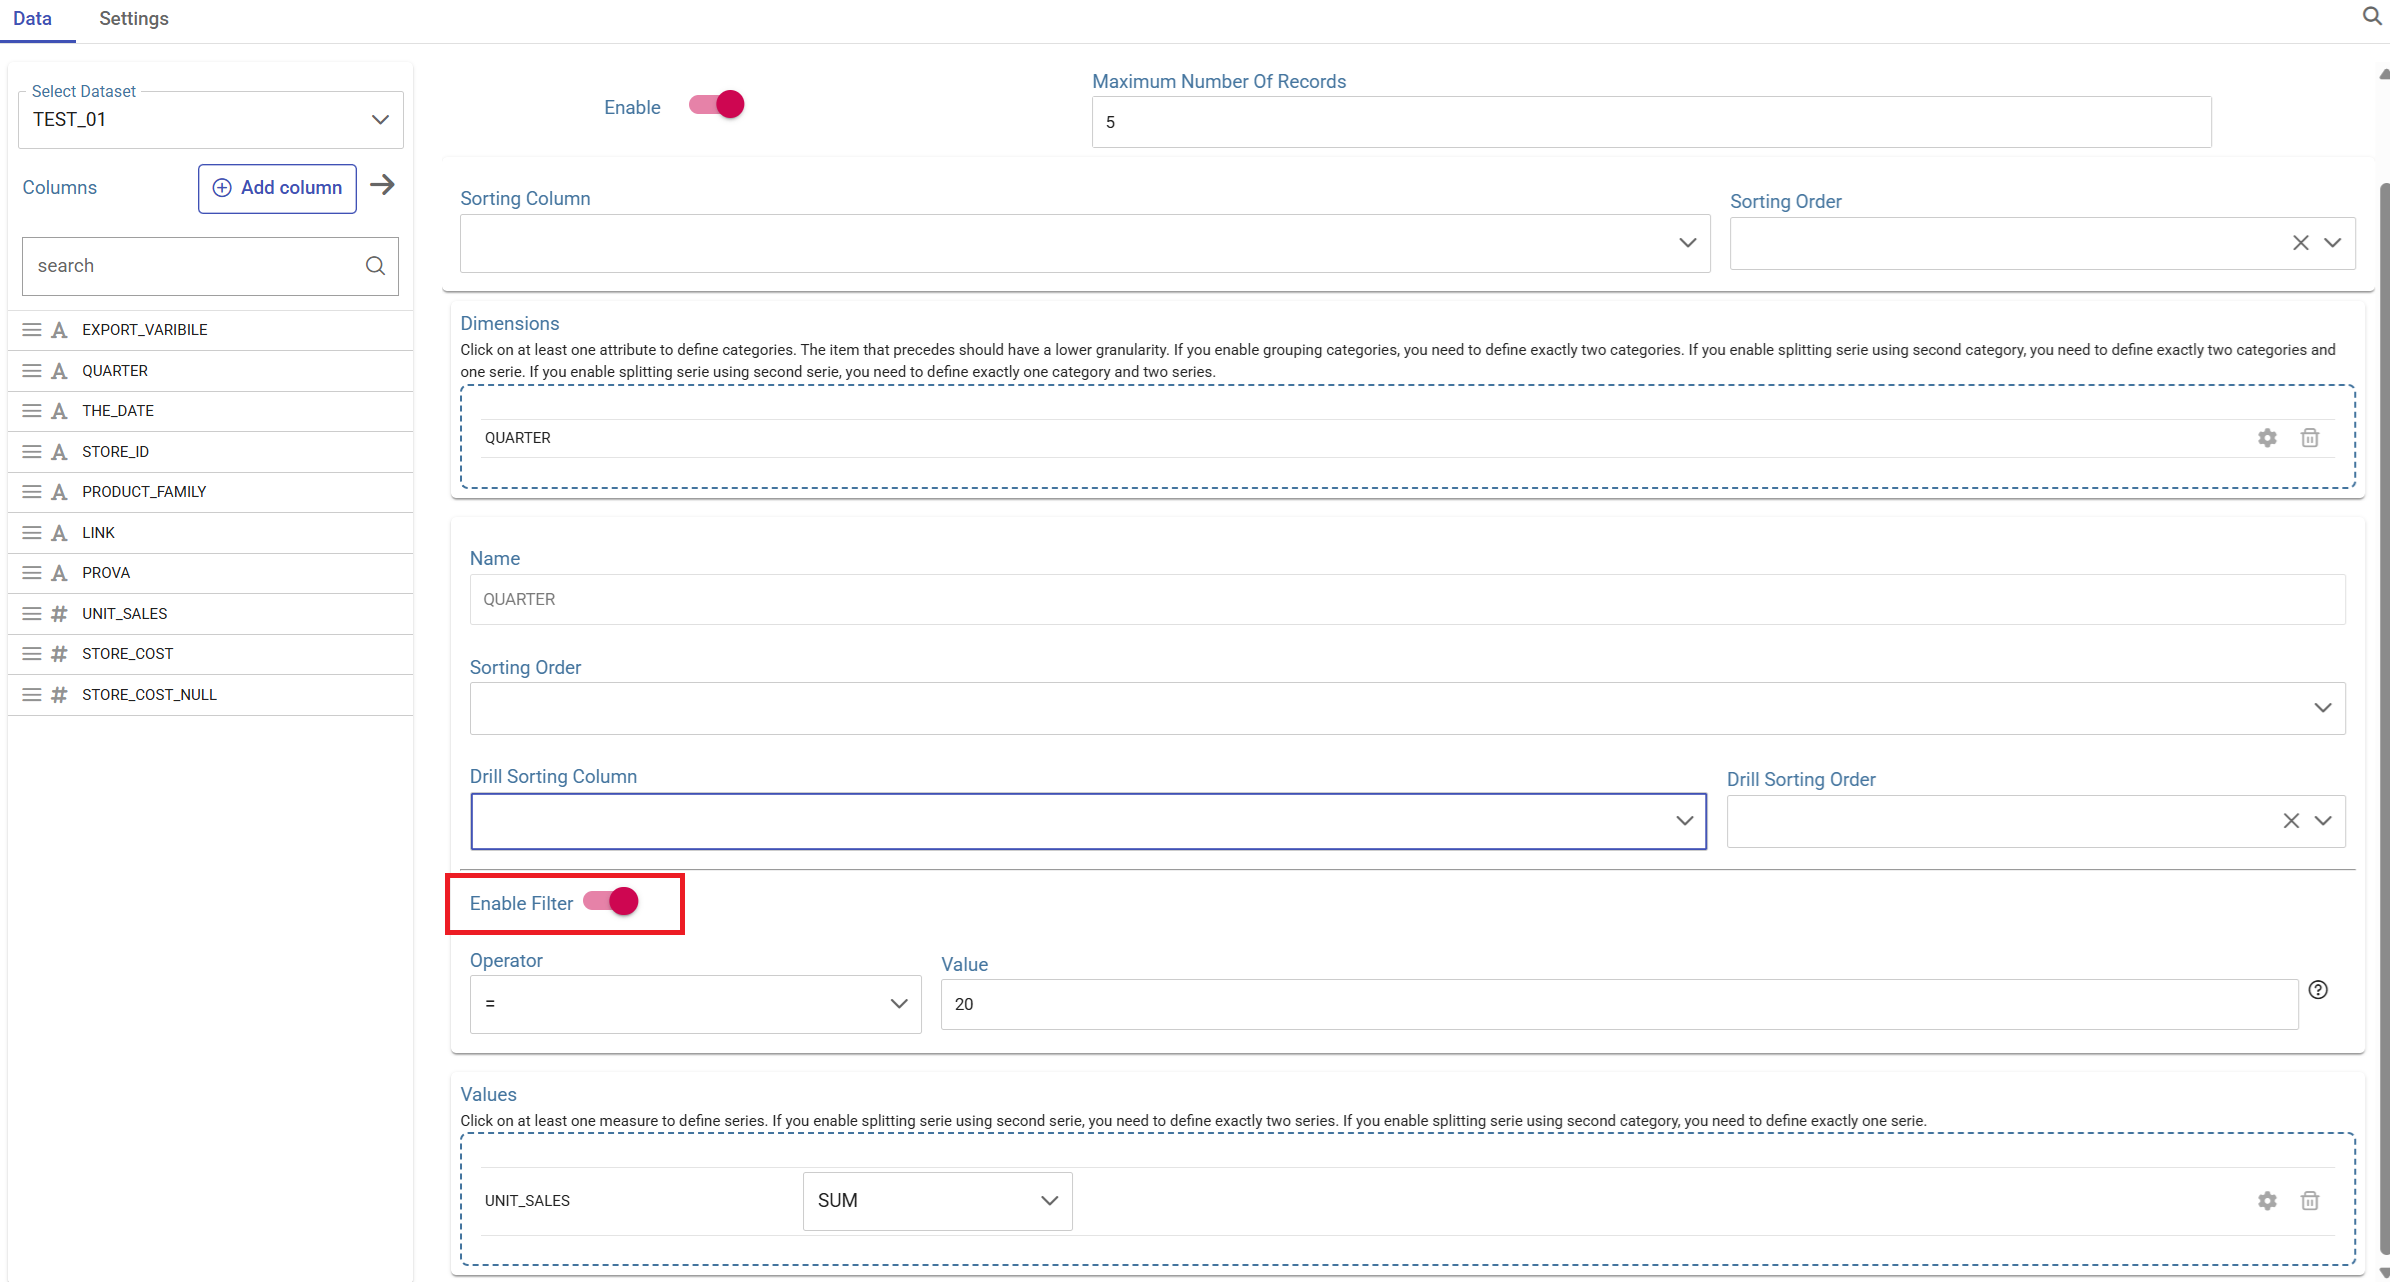 Data
Settings
Select Dataset
TEST_01
Columns
Add column
search
EXPORT_VARIBILE
QUARTER
THE_DATE
STORE_ID
PRODUCT_FAMILY
LINK
PROVA
UNIT_SALES
STORE_COST
STORE_COST_NULL
Enable
Maximum Number Of Records
5
Sorting Column
Sorting Order
Dimensions
Click on at least one attribute to define categories. The item that precedes should have a lower granularity. If you enable grouping categories, you need to define exactly two categories. If you enable splitting serie using second category, you need to define exactly two categories and
one serie. If you enable splitting serie using second serie, you need to define exactly one category and two series.
QUARTER
Name
QUARTER
Sorting Order
Drill Sorting Column
Drill Sorting Order
Enable Filter
Operator
=
Value
20
Values
Click on at least one measure to define series. If you enable splitting serie using second serie, you need to define exactly two series. If you enable splitting serie using second category, you need to define exactly one serie.
UNIT_SALES
SUM